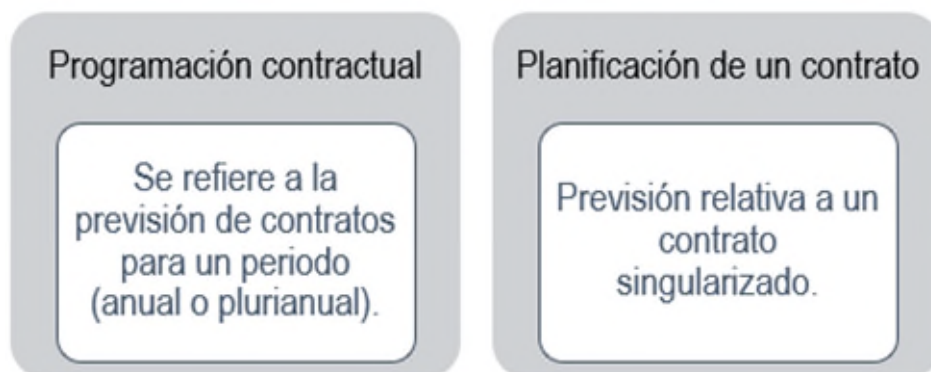 Programación contractual
Se refiere a la
previsión de contratos
para un periodo
(anual o plurianual).
Planificación de un contrato
Previsión relativa a un
contrato
singularizado.